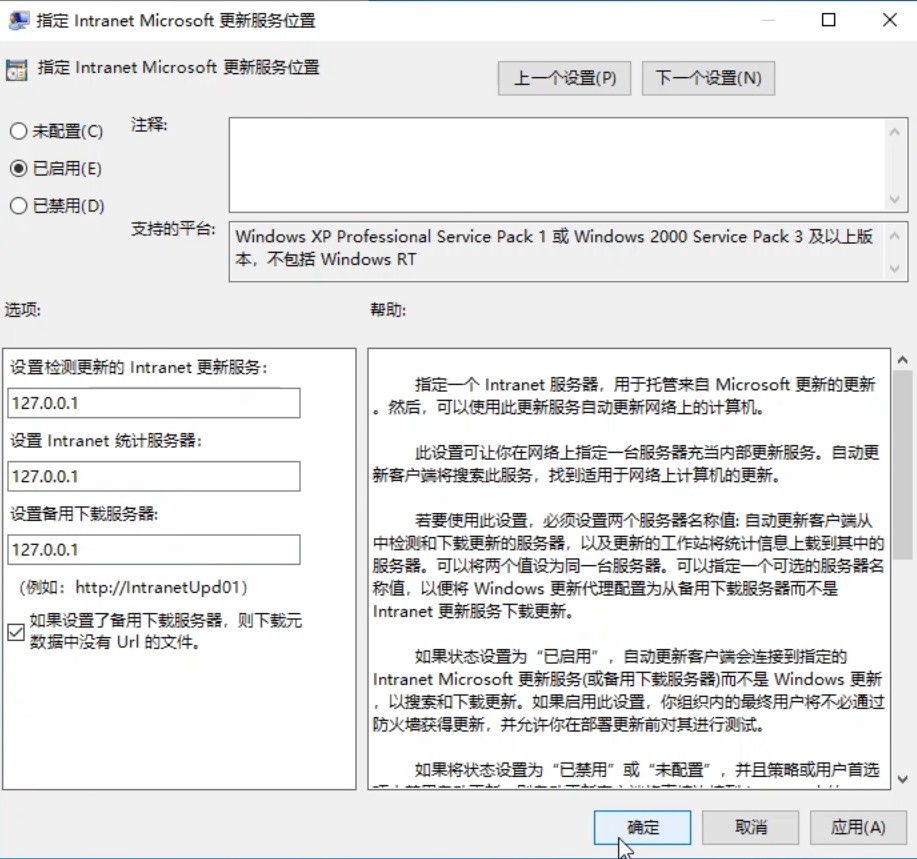 指定 Intranet Microsoft 更新服务位置
指定 Intranet Microsoft 更新服务位置
上一个设置(P)
下一个设置(N)
未配置(C)
已启用(E)
已禁用(D)
注释:
支持的平台:
Windows XP Professional Service Pack 1 或 Windows 2000 Service Pack 3 及以上版
本，不包括 Windows RT
选项:
帮助:
设置检测更新的 Intranet 更新服务:
127.0.0.1
设置 Intranet 统计服务器:
127.0.0.1
设置备用下载服务器:
127.0.0.1
（例如：http://IntranetUpd01）
如果设置了备用下载服务器，则下载元
数据中没有 Url 的文件。
指定一个 Intranet 服务器，用于托管来自 Microsoft 更新的更新
。然后，可以使用此更新服务自动更新网络上的计算机。
此设置可让你在网络上指定一台服务器充当内部更新服务。自动更
新客户端将搜索此服务，找到适用于网络上计算机的更新。
若要使用此设置，必须设置两个服务器名称值: 自动更新客户端从
中检测和下载更新的服务器，以及更新的工作站将统计信息上载到其中的
服务器。可以将两个值设为同一台服务器。可以指定一个可选的服务器名
称值，以便将 Windows 更新代理配置为从备用下载服务器而不是
Intranet 更新服务下载更新。
如果状态设置为“已启用”，自动更新客户端会连接到指定的
Intranet Microsoft 更新服务(或备用下载服务器)而不是 Windows 更新
，以搜索和下载更新。如果启用此设置，你组织内的最终用户将不必通过
防火墙获得更新，并允许你在部署更新前对其进行测试。
如果将状态设置为“已禁用”或“未配置”，并且策略或用户首选
确定
取消
应用(A)